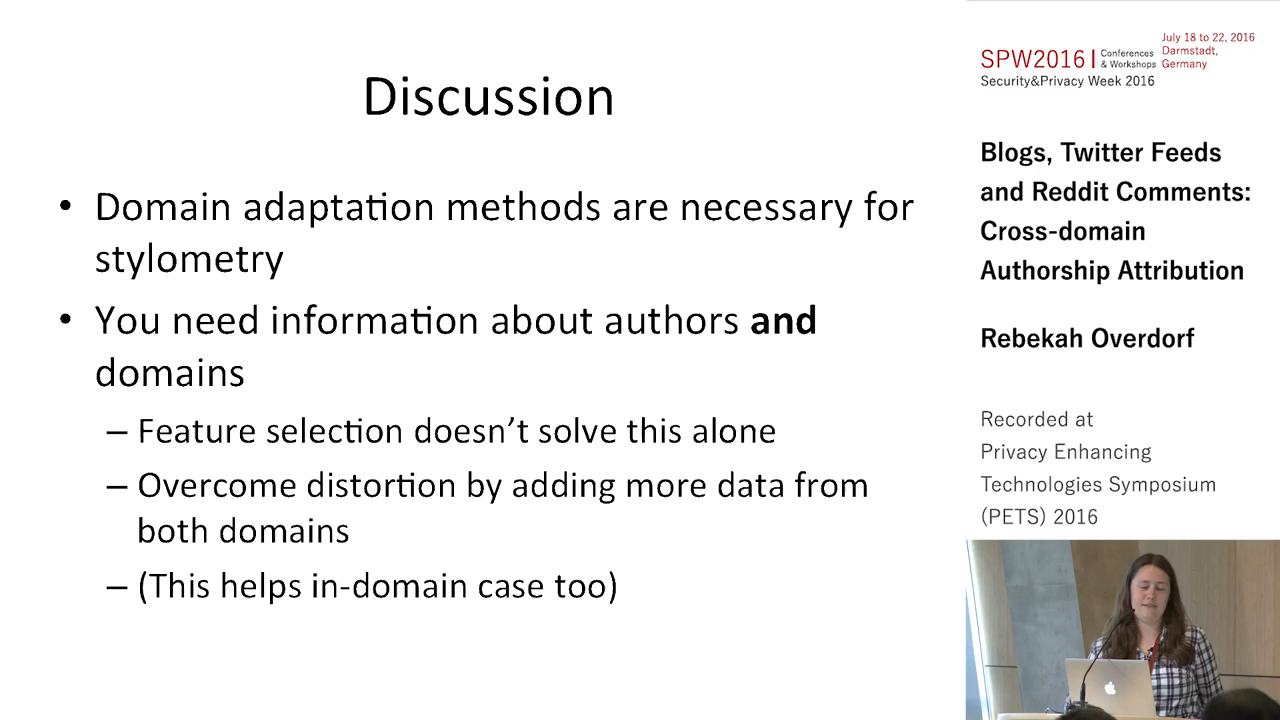 Discussion
• Domain adaptation methods are necessary for
stylometry
• You need information about authors and
domains
– Feature selection doesn’t solve this alone
– Overcome distortion by adding more data from
both domains
– (This helps in-domain case too)
SPW2016 | Conferences & Workshops
July 18 to 22, 2016
Darmstadt,
Germany
Security&Privacy Week 2016
Blogs, Twitter Feeds
and Reddit Comments:
Cross-domain
Authorship Attribution
Rebekah Overdorf
Recorded at
Privacy Enhancing
Technologies Symposium
(PETS) 2016